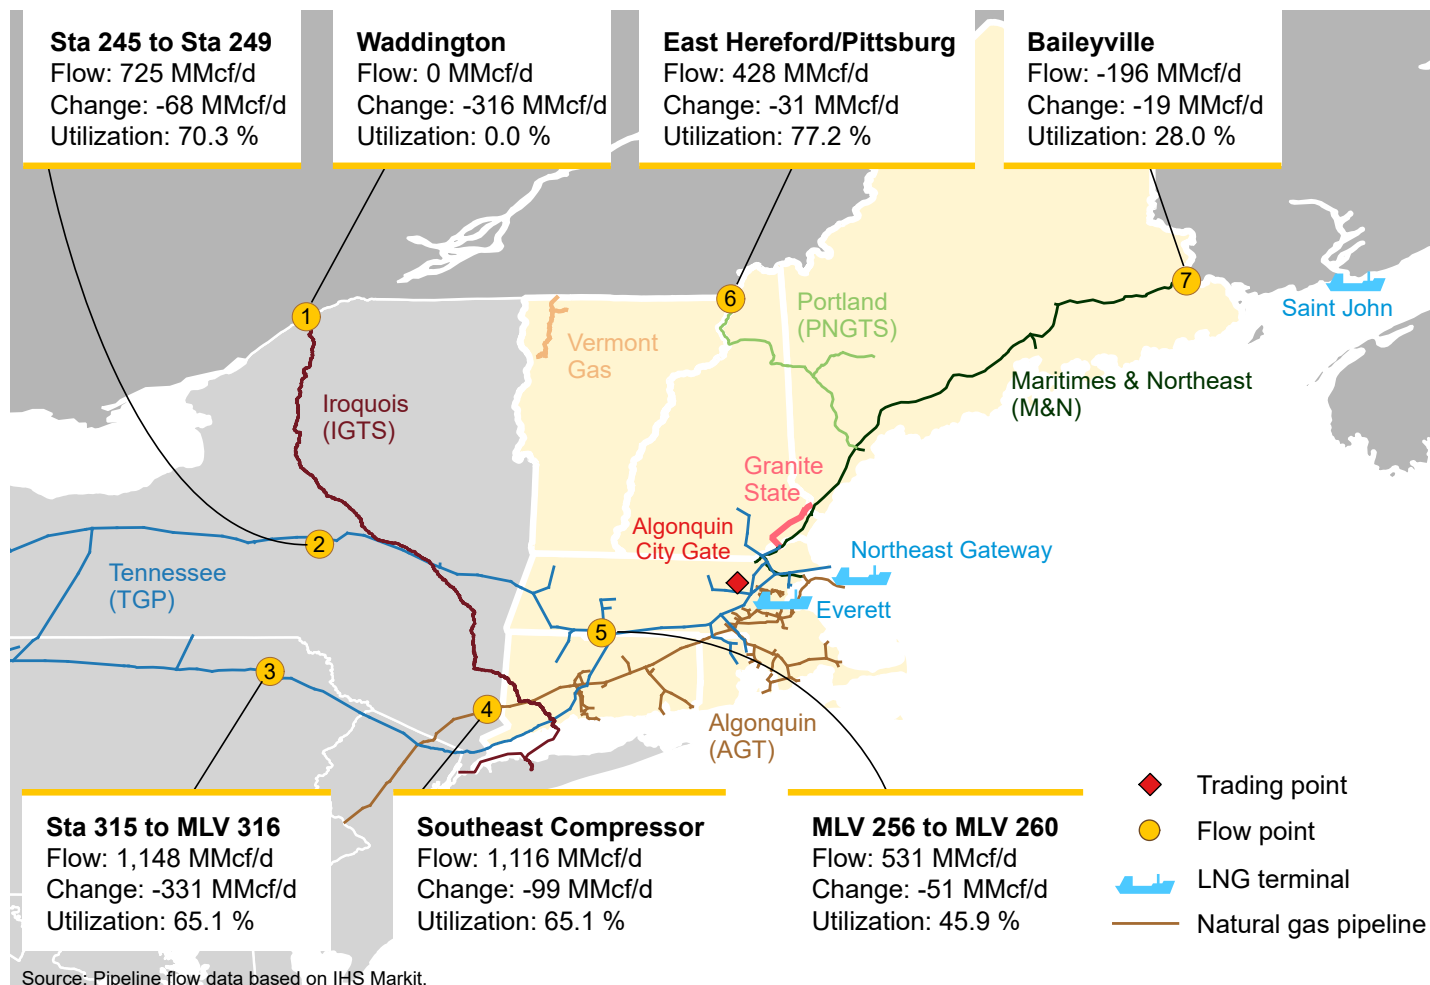 Sta 245 to Sta 249
Flow: 725 MMcf/d
Change: -68 MMcf/d
Utilization: 70.3 %
Waddington
Flow: 0 MMcf/d
Change: -316 MMcf/d
Utilization: 0.0 %
East Hereford/Pittsburg
Flow: 428 MMcf/d
Change: -31 MMcf/d
Utilization: 77.2 %
Baileyville
Flow: -196 MMcf/d
Change: -19 MMcf/d
Utilization: 28.0 %
7
6
1
Saint John
Portland
(PNGTS)
Vermont
Gas
Maritimes & Northeast
(M&N)
Iroquois
(IGTS)
Granite
State
Algonquin
City Gate
2
Northeast Gateway
Tennessee
(TGP)
Everett
5
3
4
Algonquin
(AGT)
Sta 315 to MLV 316
Flow: 1,148 MMcf/d
Change: -331 MMcf/d
Utilization: 65.1 %
Southeast Compressor
Flow: 1,116 MMcf/d
Change: -99 MMcf/d
Utilization: 65.1 %
MLV 256 to MLV 260
Flow: 531 MMcf/d
Change: -51 MMcf/d
Utilization: 45.9 %
Trading point
Flow point
LNG terminal
Natural gas pipeline
Source: Pipeline flow data based on IHS Markit.